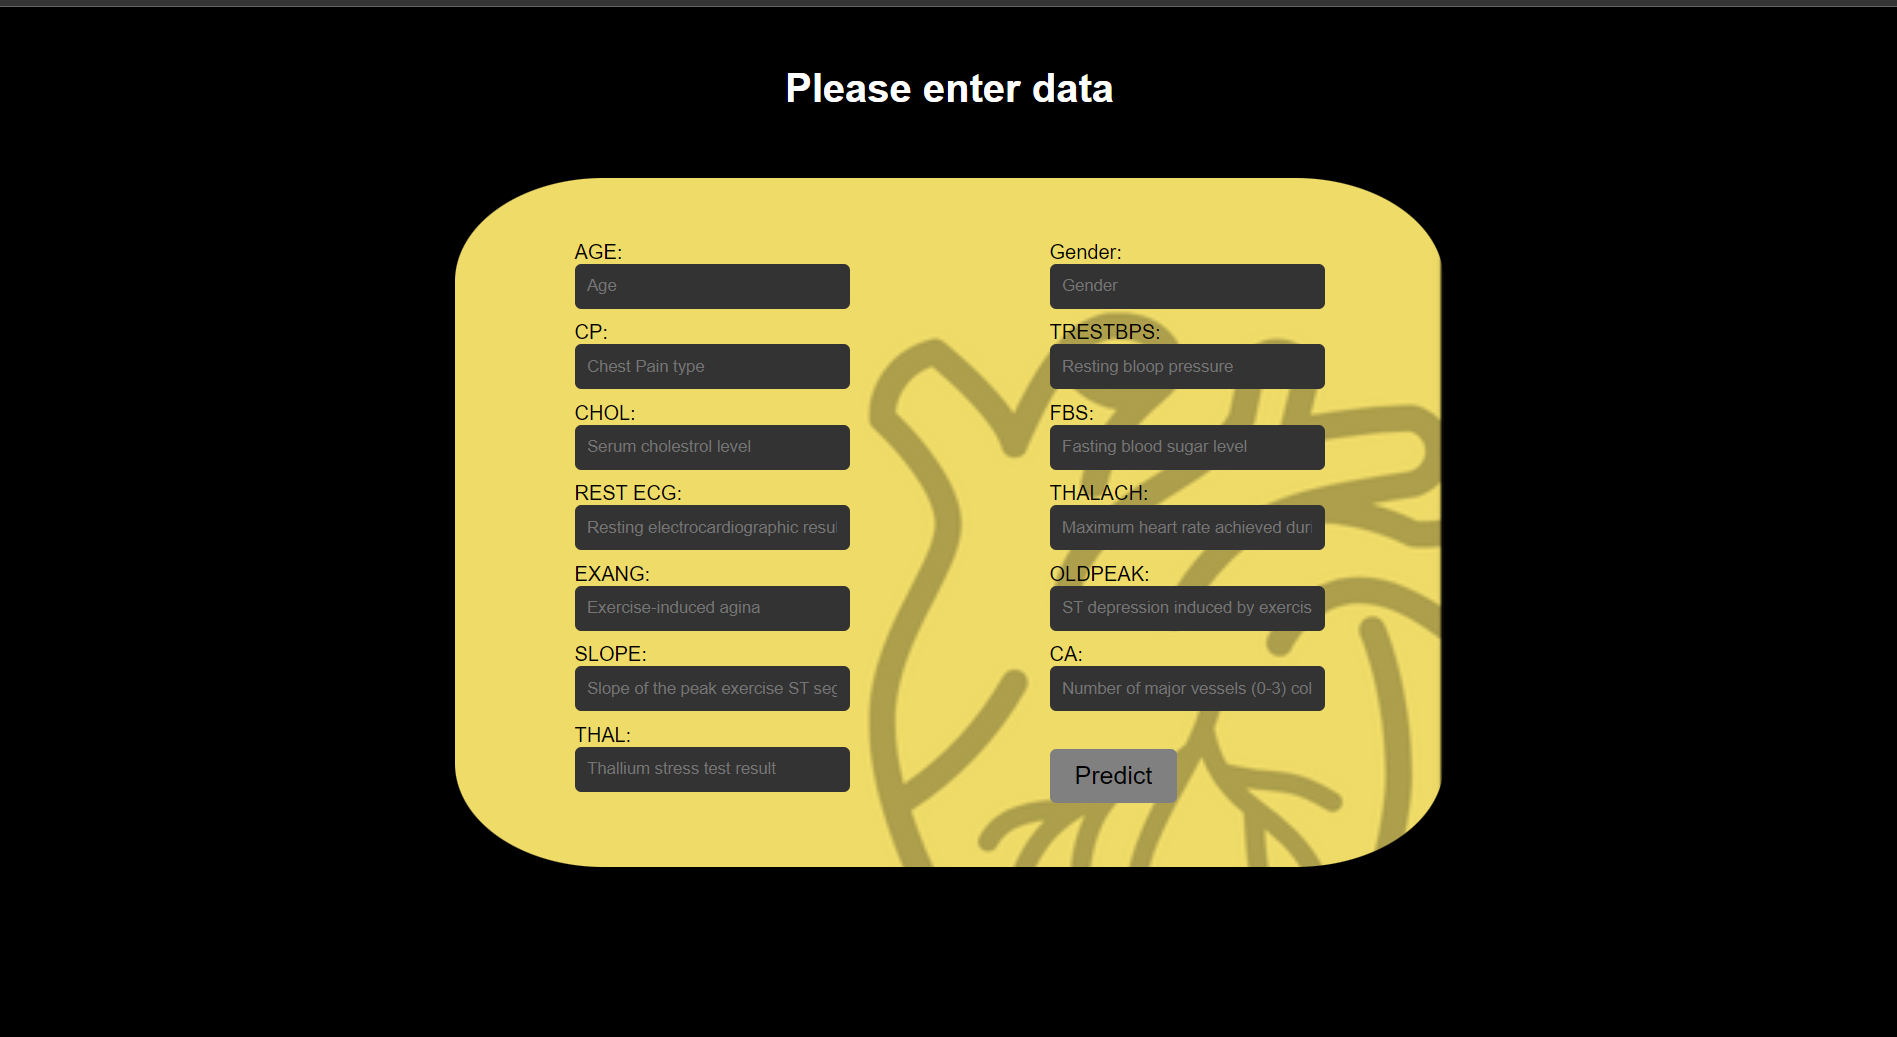 Please enter data
AGE:
Age
Gender:
Gender
CP:
Chest Pain type
TRESTBPS:
Resting bloop pressure
CHOL:
Serum cholestrol level
FBS:
Fasting blood sugar level
REST ECG:
Resting electrocardiographic resul
THALACH:
Maximum heart rate achieved duri
EXANG:
Exercise-induced agina
OLDPEAK:
ST depression induced by exercis
SLOPE:
Slope of the peak exercise ST seg
CA:
Number of major vessels (0-3) col
THAL:
Thallium stress test result
Predict